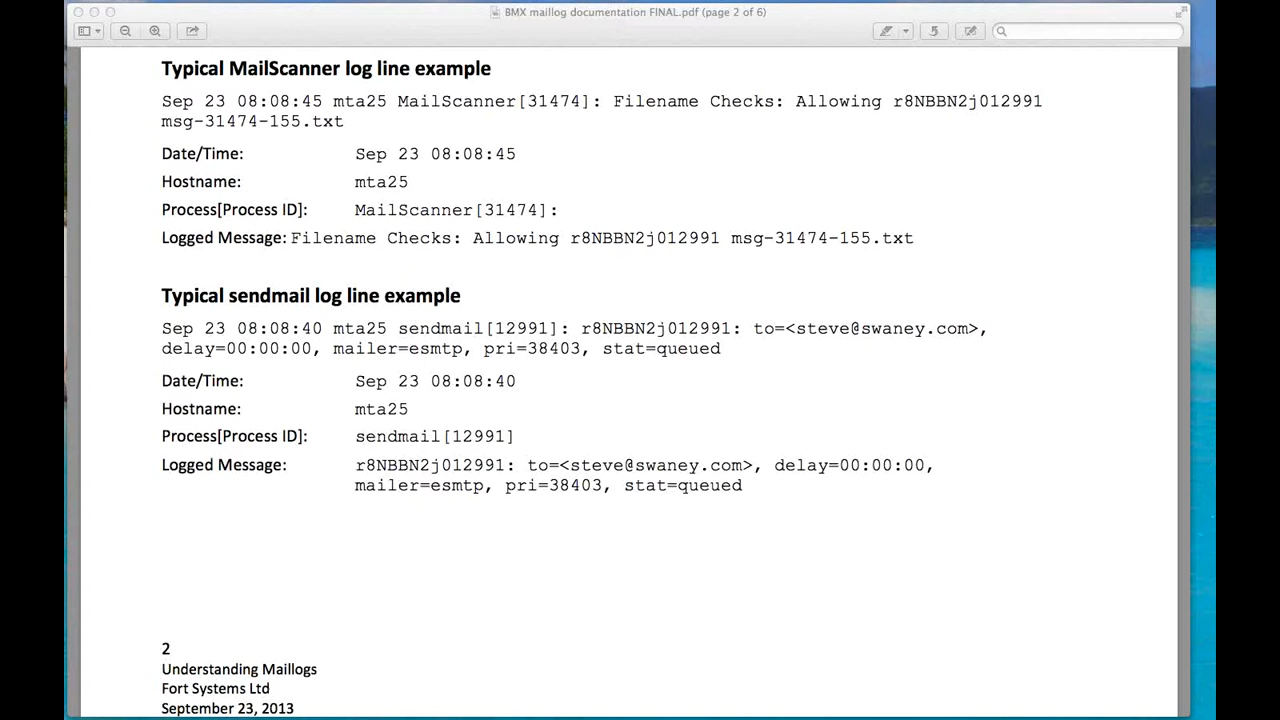 BMX maillog documentation FINAL.pdf (page 2 of 6)
Typical MailScanner log line example
Sep 23 08:08:45 mta25 MailScanner[31474]: Filename Checks: Allowing r8NBBN2j012991
msg-31474-155.txt
Date/Time: Sep 23 08:08:45
Hostname: mta25
Process[Process ID]: MailScanner[31474]:
Logged Message: Filename Checks: Allowing r8NBBN2j012991 msg-31474-155.txt
Typical sendmail log line example
Sep 23 08:08:40 mta25 sendmail[12991]: r8NBBN2j012991: to=<steve@swaney.com>,
delay=00:00:00, mailer=esmtp, pri=38403, stat=queued
Date/Time: Sep 23 08:08:40
Hostname: mta25
Process[Process ID]: sendmail[12991]
Logged Message: r8NBBN2j012991: to=<steve@swaney.com>, delay=00:00:00,
mailer=esmtp, pri=38403, stat=queued
2
Understanding Maillogs
Fort Systems Ltd
September 23, 2013